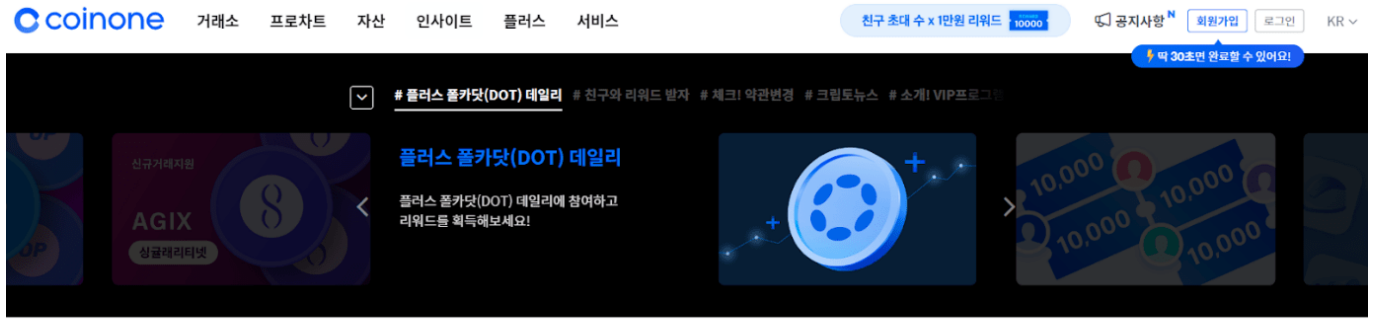 coinone
거래소
프로차트
자산
인사이트
플러스
서비스
친구 초대 수 x 1만원 리워드
10000
공지사항 N
회원가입
로그인
KR
딱 30초면 완료할 수 있어요!
# 플러스 폴카닷(DOT) 데일리
# 친구와 리워드 받자
# 체크! 약관변경
# 크립토뉴스
# 소개! VIP프로그램
OP
OP
신규거래지원
AGIX
싱귤래리티넷
플러스 폴카닷(DOT) 데일리
플러스 폴카닷(DOT) 데일리에 참여하고
리워드를 획득해보세요!
10,000
10,000
10,000
10,000